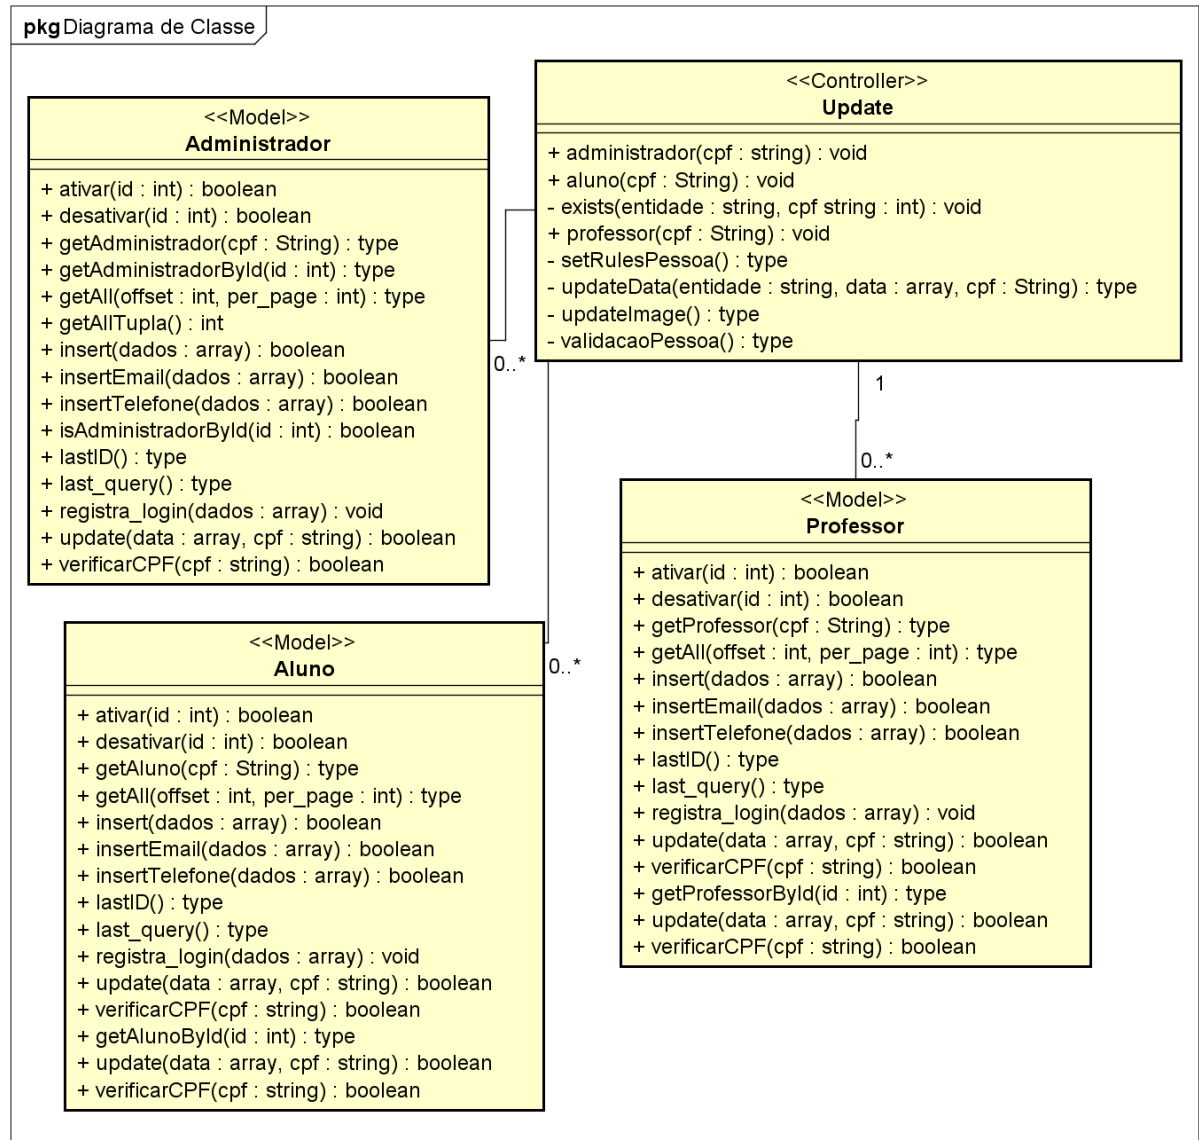 pkg Diagrama de Classe
<<Model>>
Administrador
+ ativar(id : int) : boolean
+ desativar(id : int) : boolean
+ getAdministrador(cpf : String) : type
+ getAdministradorById(id : int) : type
+ getAll(offset : int, per_page : int) : type
+ getAllTupla() : int
+ insert(dados : array) : boolean
+ insertEmail(dados : array) : boolean
+ insertTelefone(dados : array) : boolean
+ isAdministradorById(id : int) : boolean
+ lastID() : type
+ last_query() : type
+ registra_login(dados : array) : void
+ update(data : array, cpf : string) : boolean
+ verificarCPF(cpf : string) : boolean
0..*
<<Controller>>
Update
+ administrador(cpf : string) : void
+ aluno(cpf : String) : void
- exists(entidade : string, cpf string : int) : void
+ professor(cpf : String) : void
- setRulesPessoa() : type
- updateData(entidade : string, data : array, cpf : String) : type
- updateImage() : type
- validacaoPessoa() : type
1
0..*
<<Model>>
Aluno
+ ativar(id : int) : boolean
+ desativar(id : int) : boolean
+ getAluno(cpf : String) : type
+ getAll(offset : int, per_page : int) : type
+ insert(dados : array) : boolean
+ insertEmail(dados : array) : boolean
+ insertTelefone(dados : array) : boolean
+ lastID() : type
+ last_query() : type
+ registra_login(dados : array) : void
+ update(data : array, cpf : string) : boolean
+ verificarCPF(cpf : string) : boolean
+ getAlunoById(id : int) : type
+ update(data : array, cpf : string) : boolean
+ verificarCPF(cpf : string) : boolean
0..*
<<Model>>
Professor
+ ativar(id : int) : boolean
+ desativar(id : int) : boolean
+ getProfessor(cpf : String) : type
+ getAll(offset : int, per_page : int) : type
+ insert(dados : array) : boolean
+ insertEmail(dados : array) : boolean
+ insertTelefone(dados : array) : boolean
+ lastID() : type
+ last_query() : type
+ registra_login(dados : array) : void
+ update(data : array, cpf : string) : boolean
+ verificarCPF(cpf : string) : boolean
+ getProfessorById(id : int) : type
+ update(data : array, cpf : string) : boolean
+ verificarCPF(cpf : string) : boolean